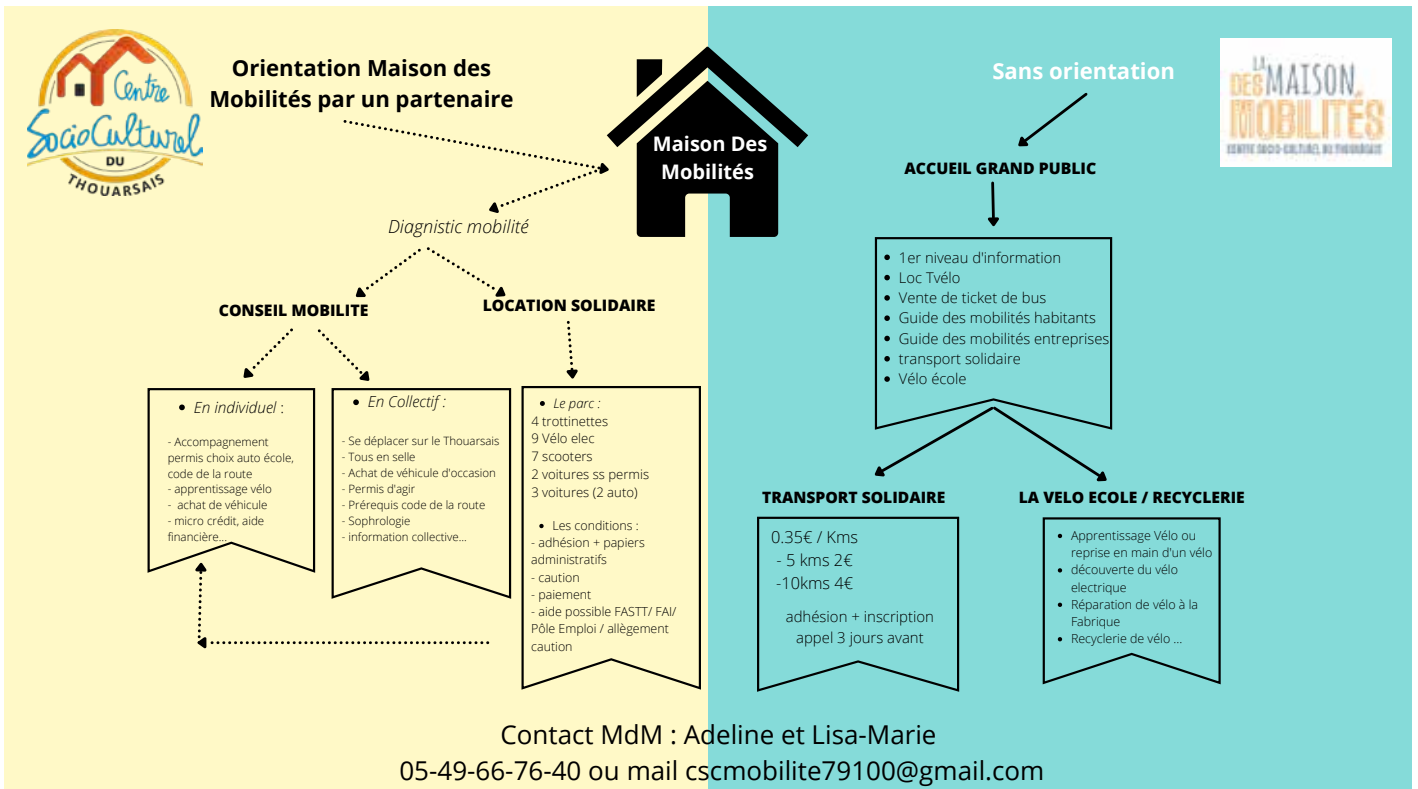 Centre
SocioCulturel
DU
THOUARSAIS
Orientation Maison des
Mobilités par un partenaire
Maison Des
Mobilités
Diagnistic mobilité
CONSEIL MOBILITE
LOCATION SOLIDAIRE
En individuel :
- Accompagnement
permis choix auto école,
code de la route
- apprentissage vélo
- achat de véhicule
- micro crédit, aide
financière...
En Collectif :
- Se déplacer sur le Thouarsais
- Tous en selle
- Achat de véhicule d'occasion
- Permis d'agir
- Prérequis code de la route
- Sophrologie
- information collective...
Le parc :
4 trottinettes
9 Vélo elec
7 scooters
2 voitures ss permis
3 voitures (2 auto)
Les conditions :
- adhésion + papiers
administratifs
- caution
- paiement
- aide possible FASTT/ FAI/
Pôle Emploi / allègement
caution
Sans orientation
LA MAISON
DES MOBILITÉS
CENTRE SOCIO-CULTUREL DU THOUARSAIS
ACCUEIL GRAND PUBLIC
1er niveau d'information
Loc Tvélo
Vente de ticket de bus
Guide des mobilités habitants
Guide des mobilités entreprises
transport solidaire
Vélo école
TRANSPORT SOLIDAIRE
0.35€ / Kms
- 5 kms 2€
-10kms 4€
adhésion + inscription
appel 3 jours avant
LA VELO ECOLE / RECYCLERIE
Apprentissage Vélo ou
reprise en main d'un vélo
découverte du vélo
electrique
Réparation de vélo à la
Fabrique
Recyclerie de vélo ...
Contact MdM : Adeline et Lisa-Marie
05-49-66-76-40 ou mail cscmobilite79100@gmail.com